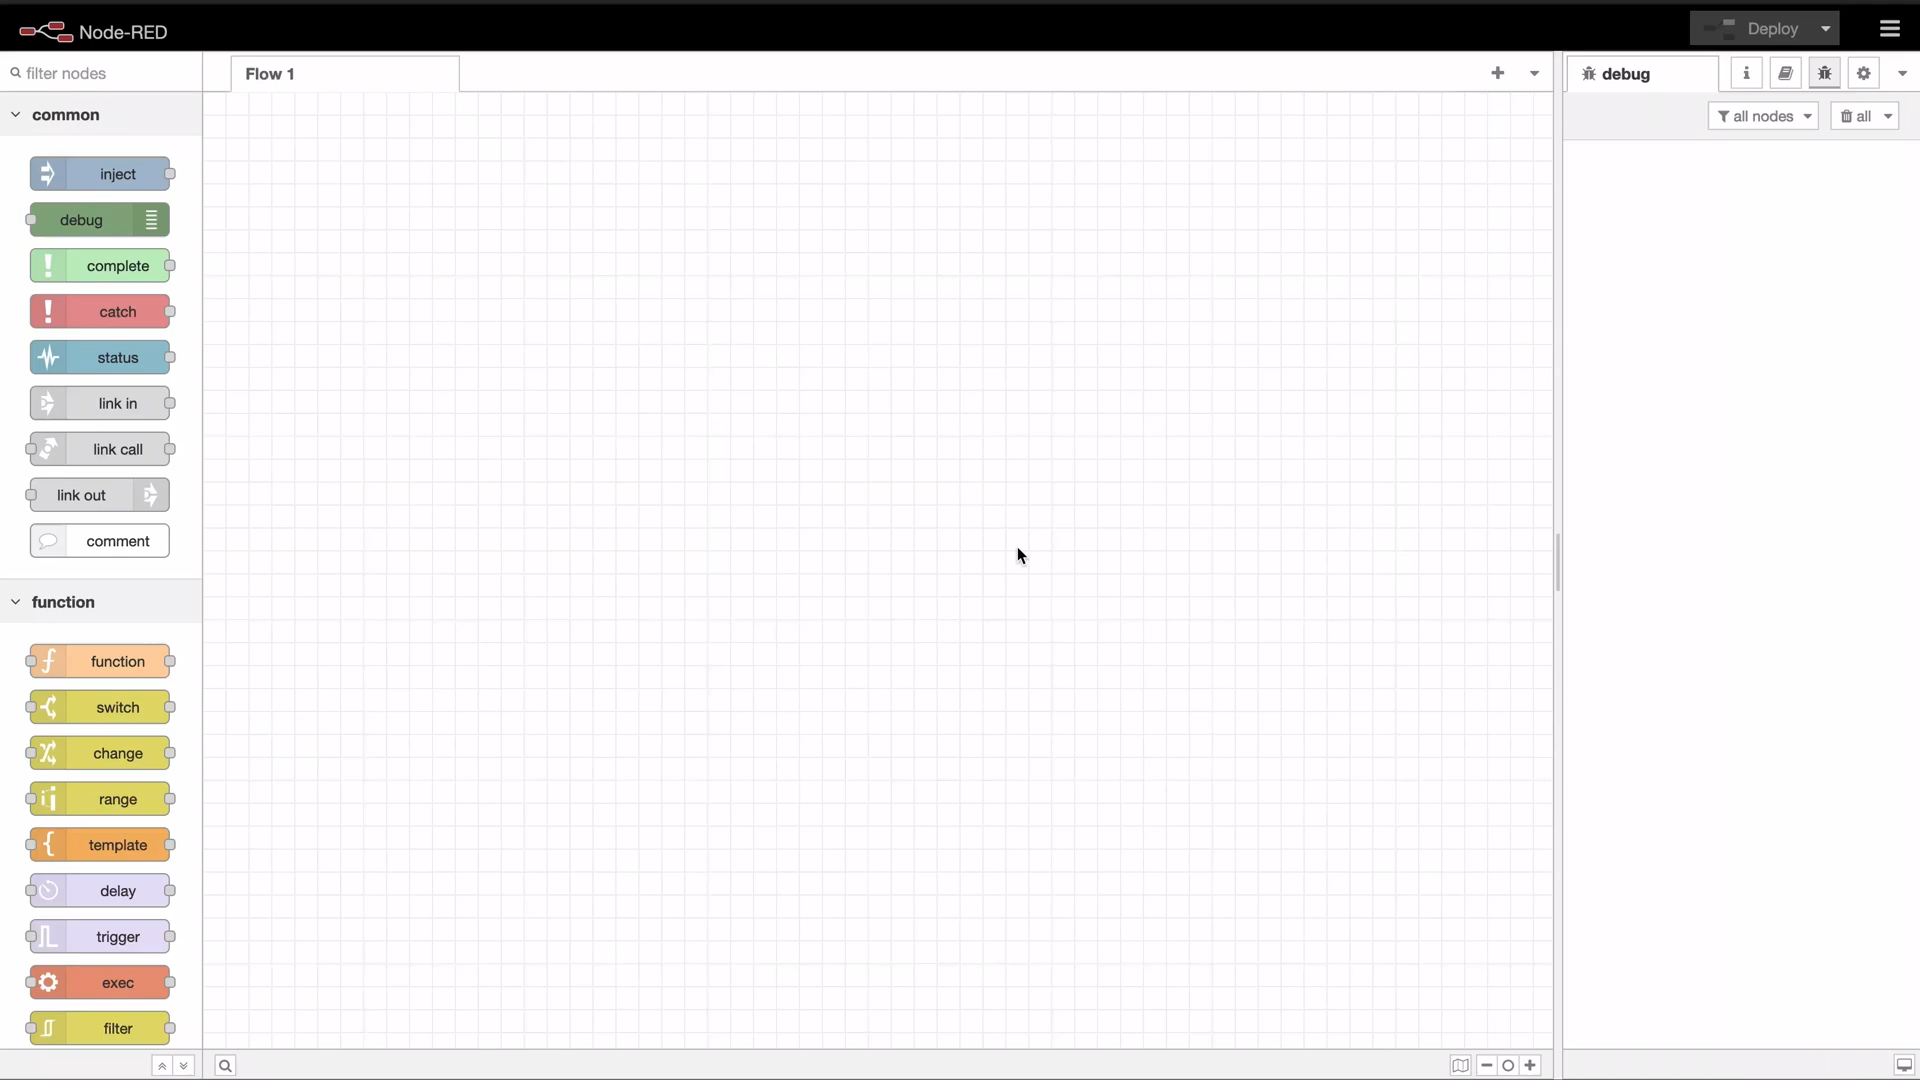 Node-RED
Deploy
filter nodes
Flow 1
debug
i
all nodes
all
common
inject
debug
complete
catch
status
link in
link call
link out
comment
function
function
switch
change
range
template
delay
trigger
exec
filter